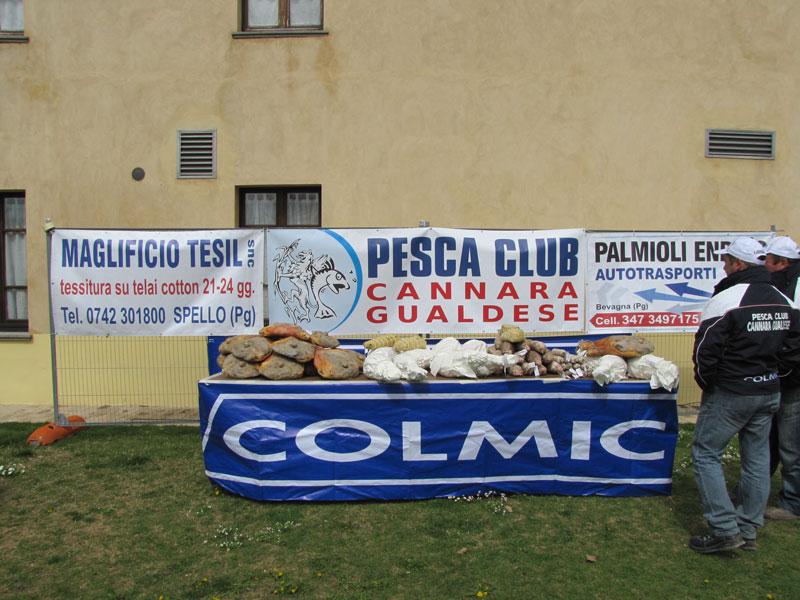 MAGLIFICIO TESIL snc
tessitura su telai cotton 21-24 gg.
Tel. 0742 301800 SPELLO (Pg)
PESCA CLUB
CANNARA
GUALDESE
PALMIOLI
AUTOTRASPORTI
Bevagna (Pg)
Cell. 347 3497175
COLMIC
PESCA CLUB
CANNARA GUALDESE
COLMIC